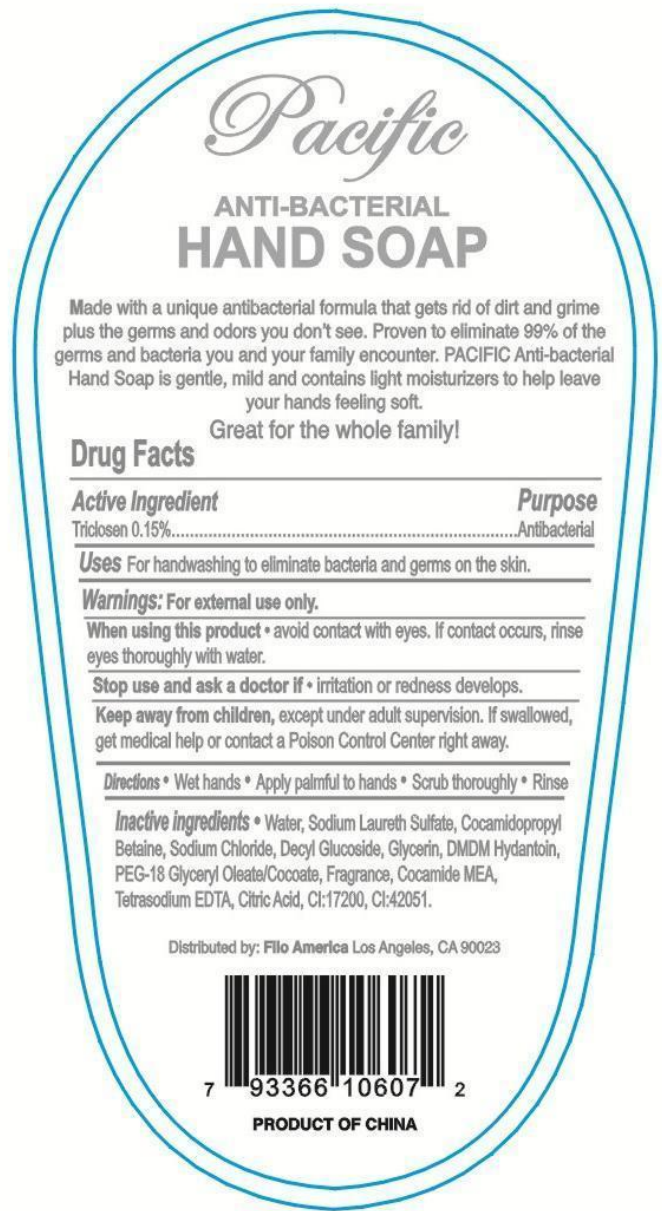 Pacific
ANTI-BACTERIAL
HAND SOAP
Made with a unique antibacterial formula that gets rid of dirt and grime
plus the germs and odors you don't see. Proven to eliminate 99% of the
germs and bacteria you and your family encounter. PACIFIC Anti-bacterial
Hand Soap is gentle, mild and contains light moisturizers to help leave
your hands feeling soft.
Great for the whole family!
Drug Facts
Active Ingredient Purpose
Triclosen 0.15%......................................................................Antibacterial
Uses For handwashing to eliminate bacteria and germs on the skin.
Warnings: For external use only.
When using this product • avoid contact with eyes. If contact occurs, rinse
eyes thoroughly with water.
Stop use and ask a doctor if • irritation or redness develops.
Keep away from children, except under adult supervision. If swallowed,
get medical help or contact a Poison Control Center right away.
Directions • Wet hands • Apply palmful to hands • Scrub thoroughly • Rinse
Inactive ingredients • Water, Sodium Laureth Sulfate, Cocamidopropyl
Betaine, Sodium Chloride, Decyl Glucoside, Glycerin, DMDM Hydantoin,
PEG-18 Glyceryl Oleate/Cocoate, Fragrance, Cocamide MEA,
Tetrasodium EDTA, Citric Acid, CI:17200, CI:42051.
Distributed by: Filo America Los Angeles, CA 90023
7 93366 10607 2
PRODUCT OF CHINA